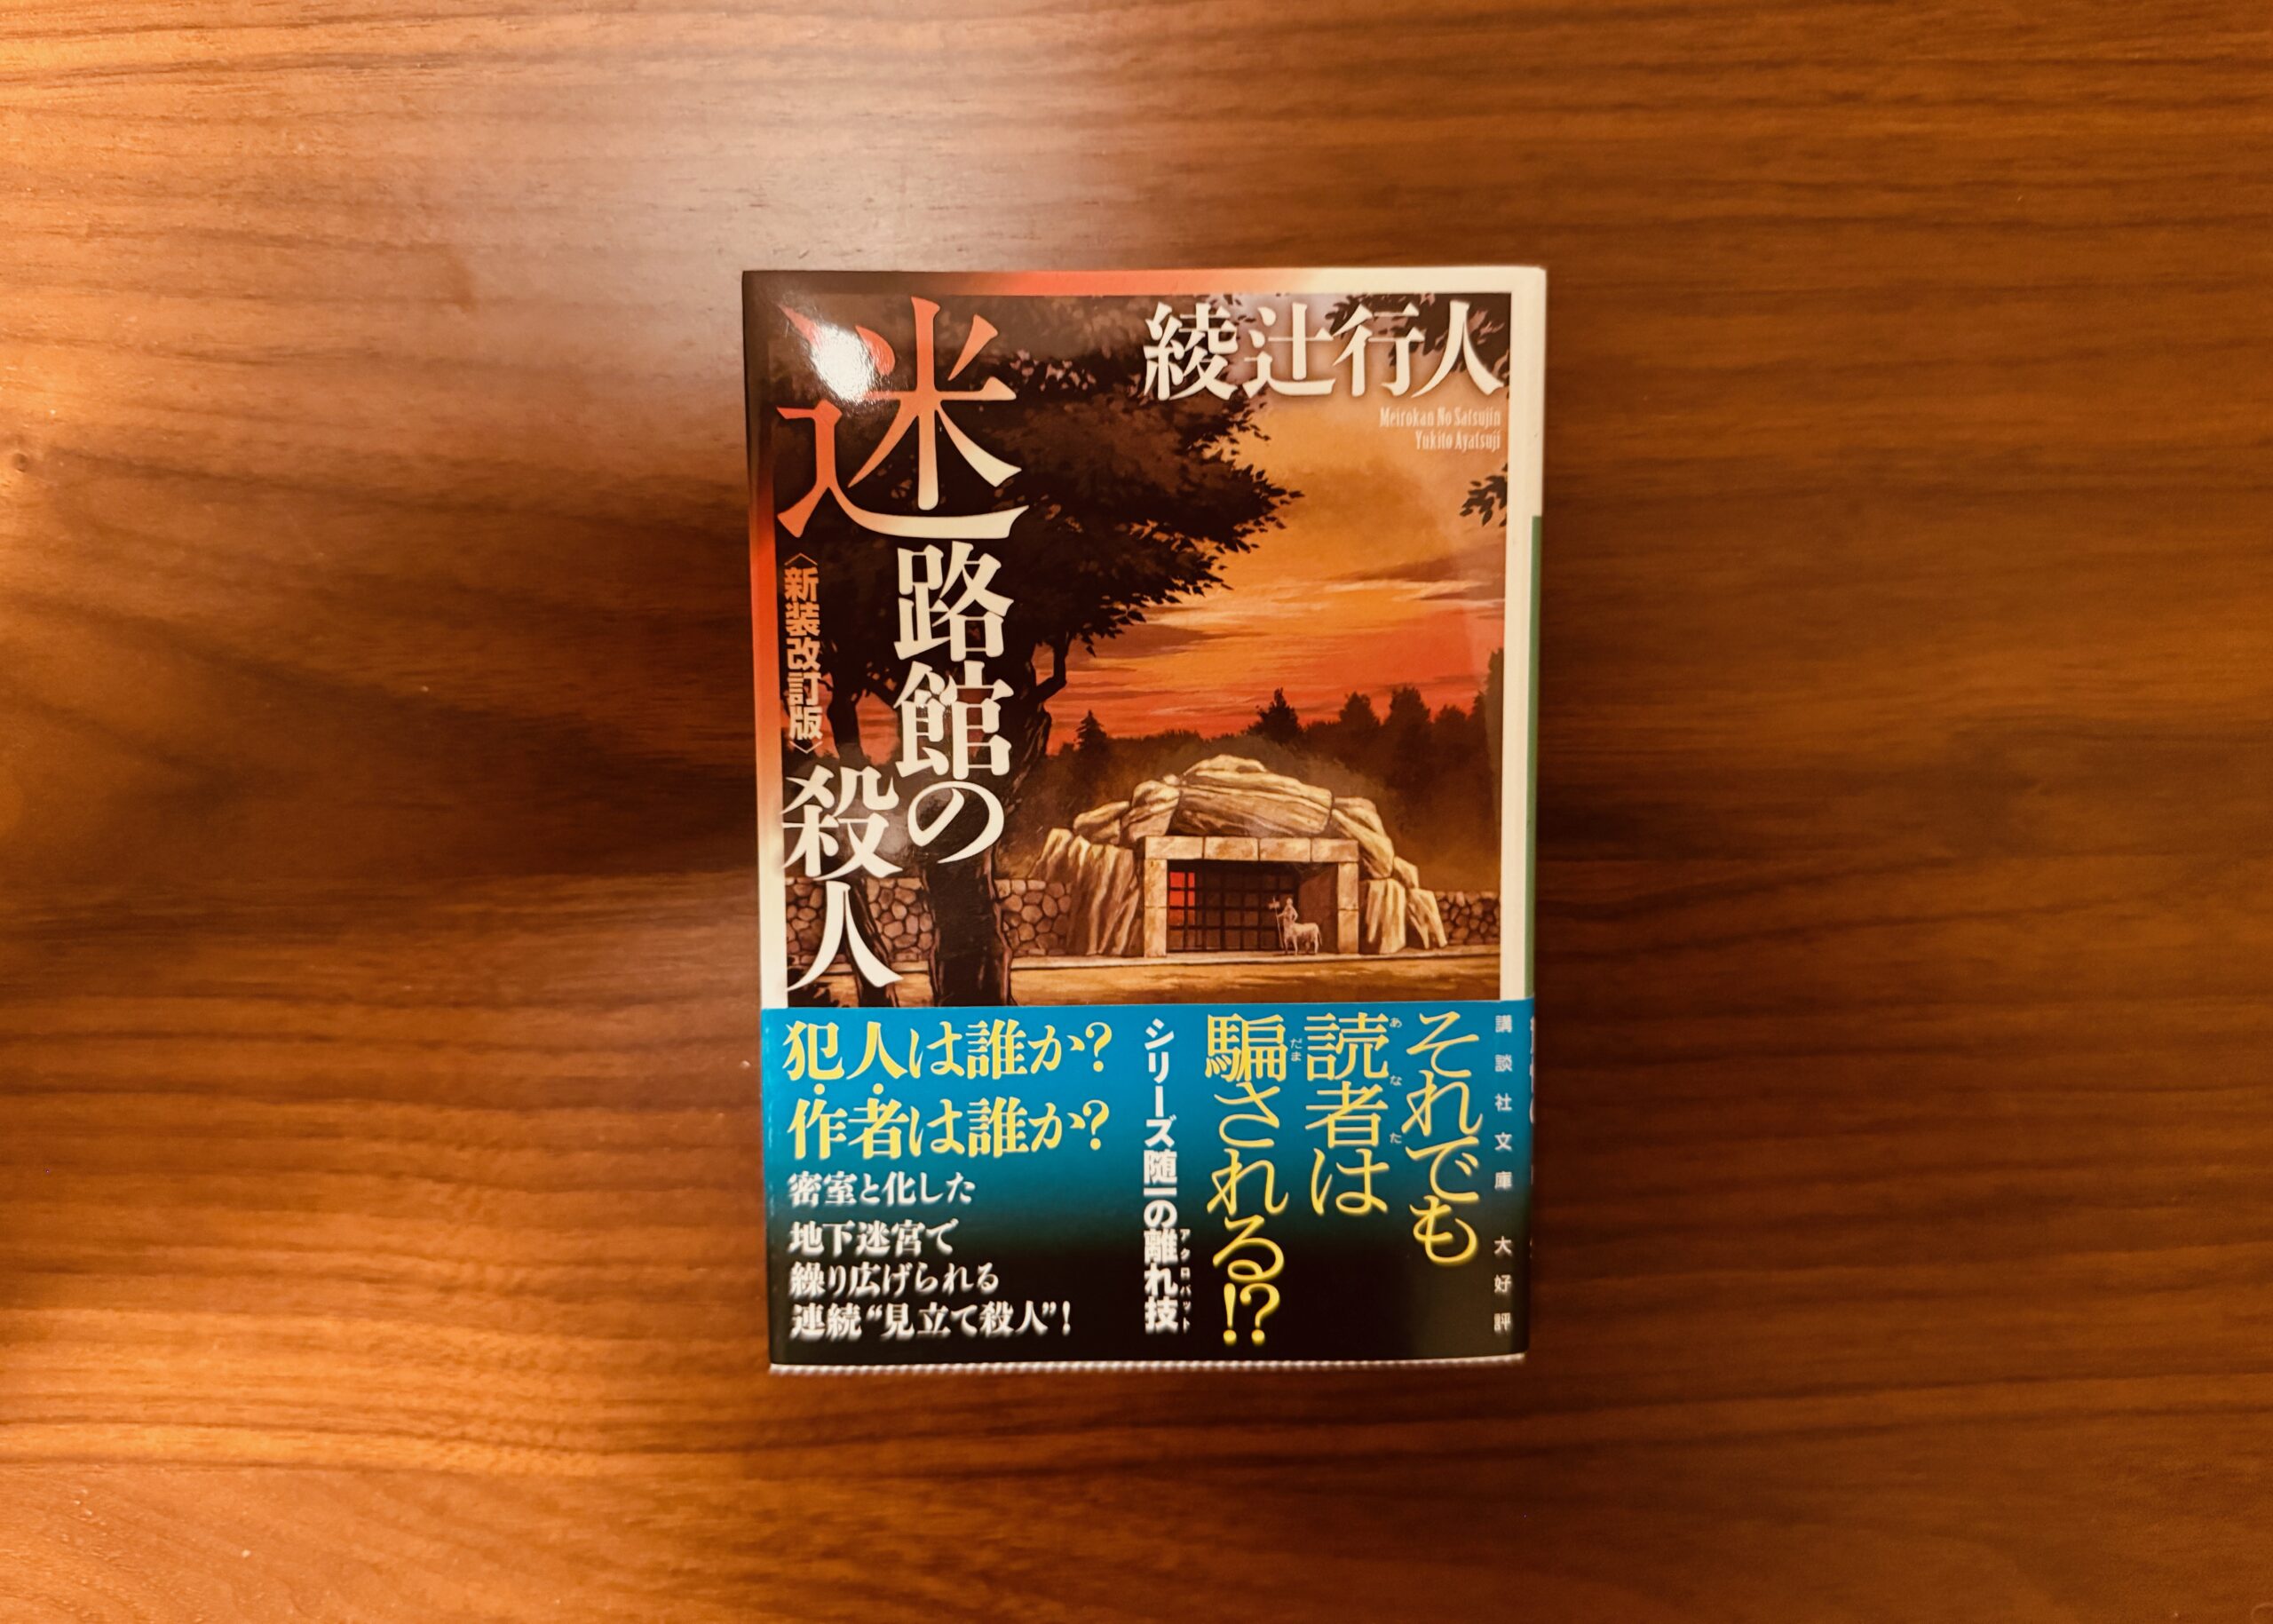 綾辻行人
Meirokan No Satsujin
Yukito Ayatsuji
迷路館の
殺人
〈新装改訂版〉
講談社文庫 大好評
それでも
読者は
あなた
騙される!?
だま
シリーズ随一の離れ技
アクロバット
犯人は誰か?
作者は誰か?
密室と化した
地下迷宮で
繰り広げられる
連続“見立て殺人”!